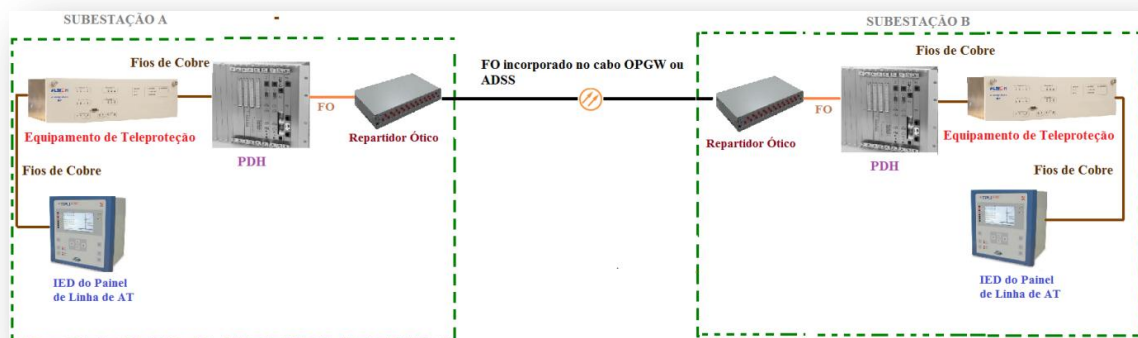 SUBESTAÇÃO A
SUBESTAÇÃO B
Fios de Cobre
Equipamento de Teleproteção
PDH
FO
Repartidor Ótico
Fios de Cobre
IED do Painel
de Linha de AT
FO incorporado no cabo OPGW ou
ADSS
Fios de Cobre
Repartidor Ótico
FO
PDH
Equipamento de Teleproteção
Fios de Cobre
IED do Painel
de Linha de AT